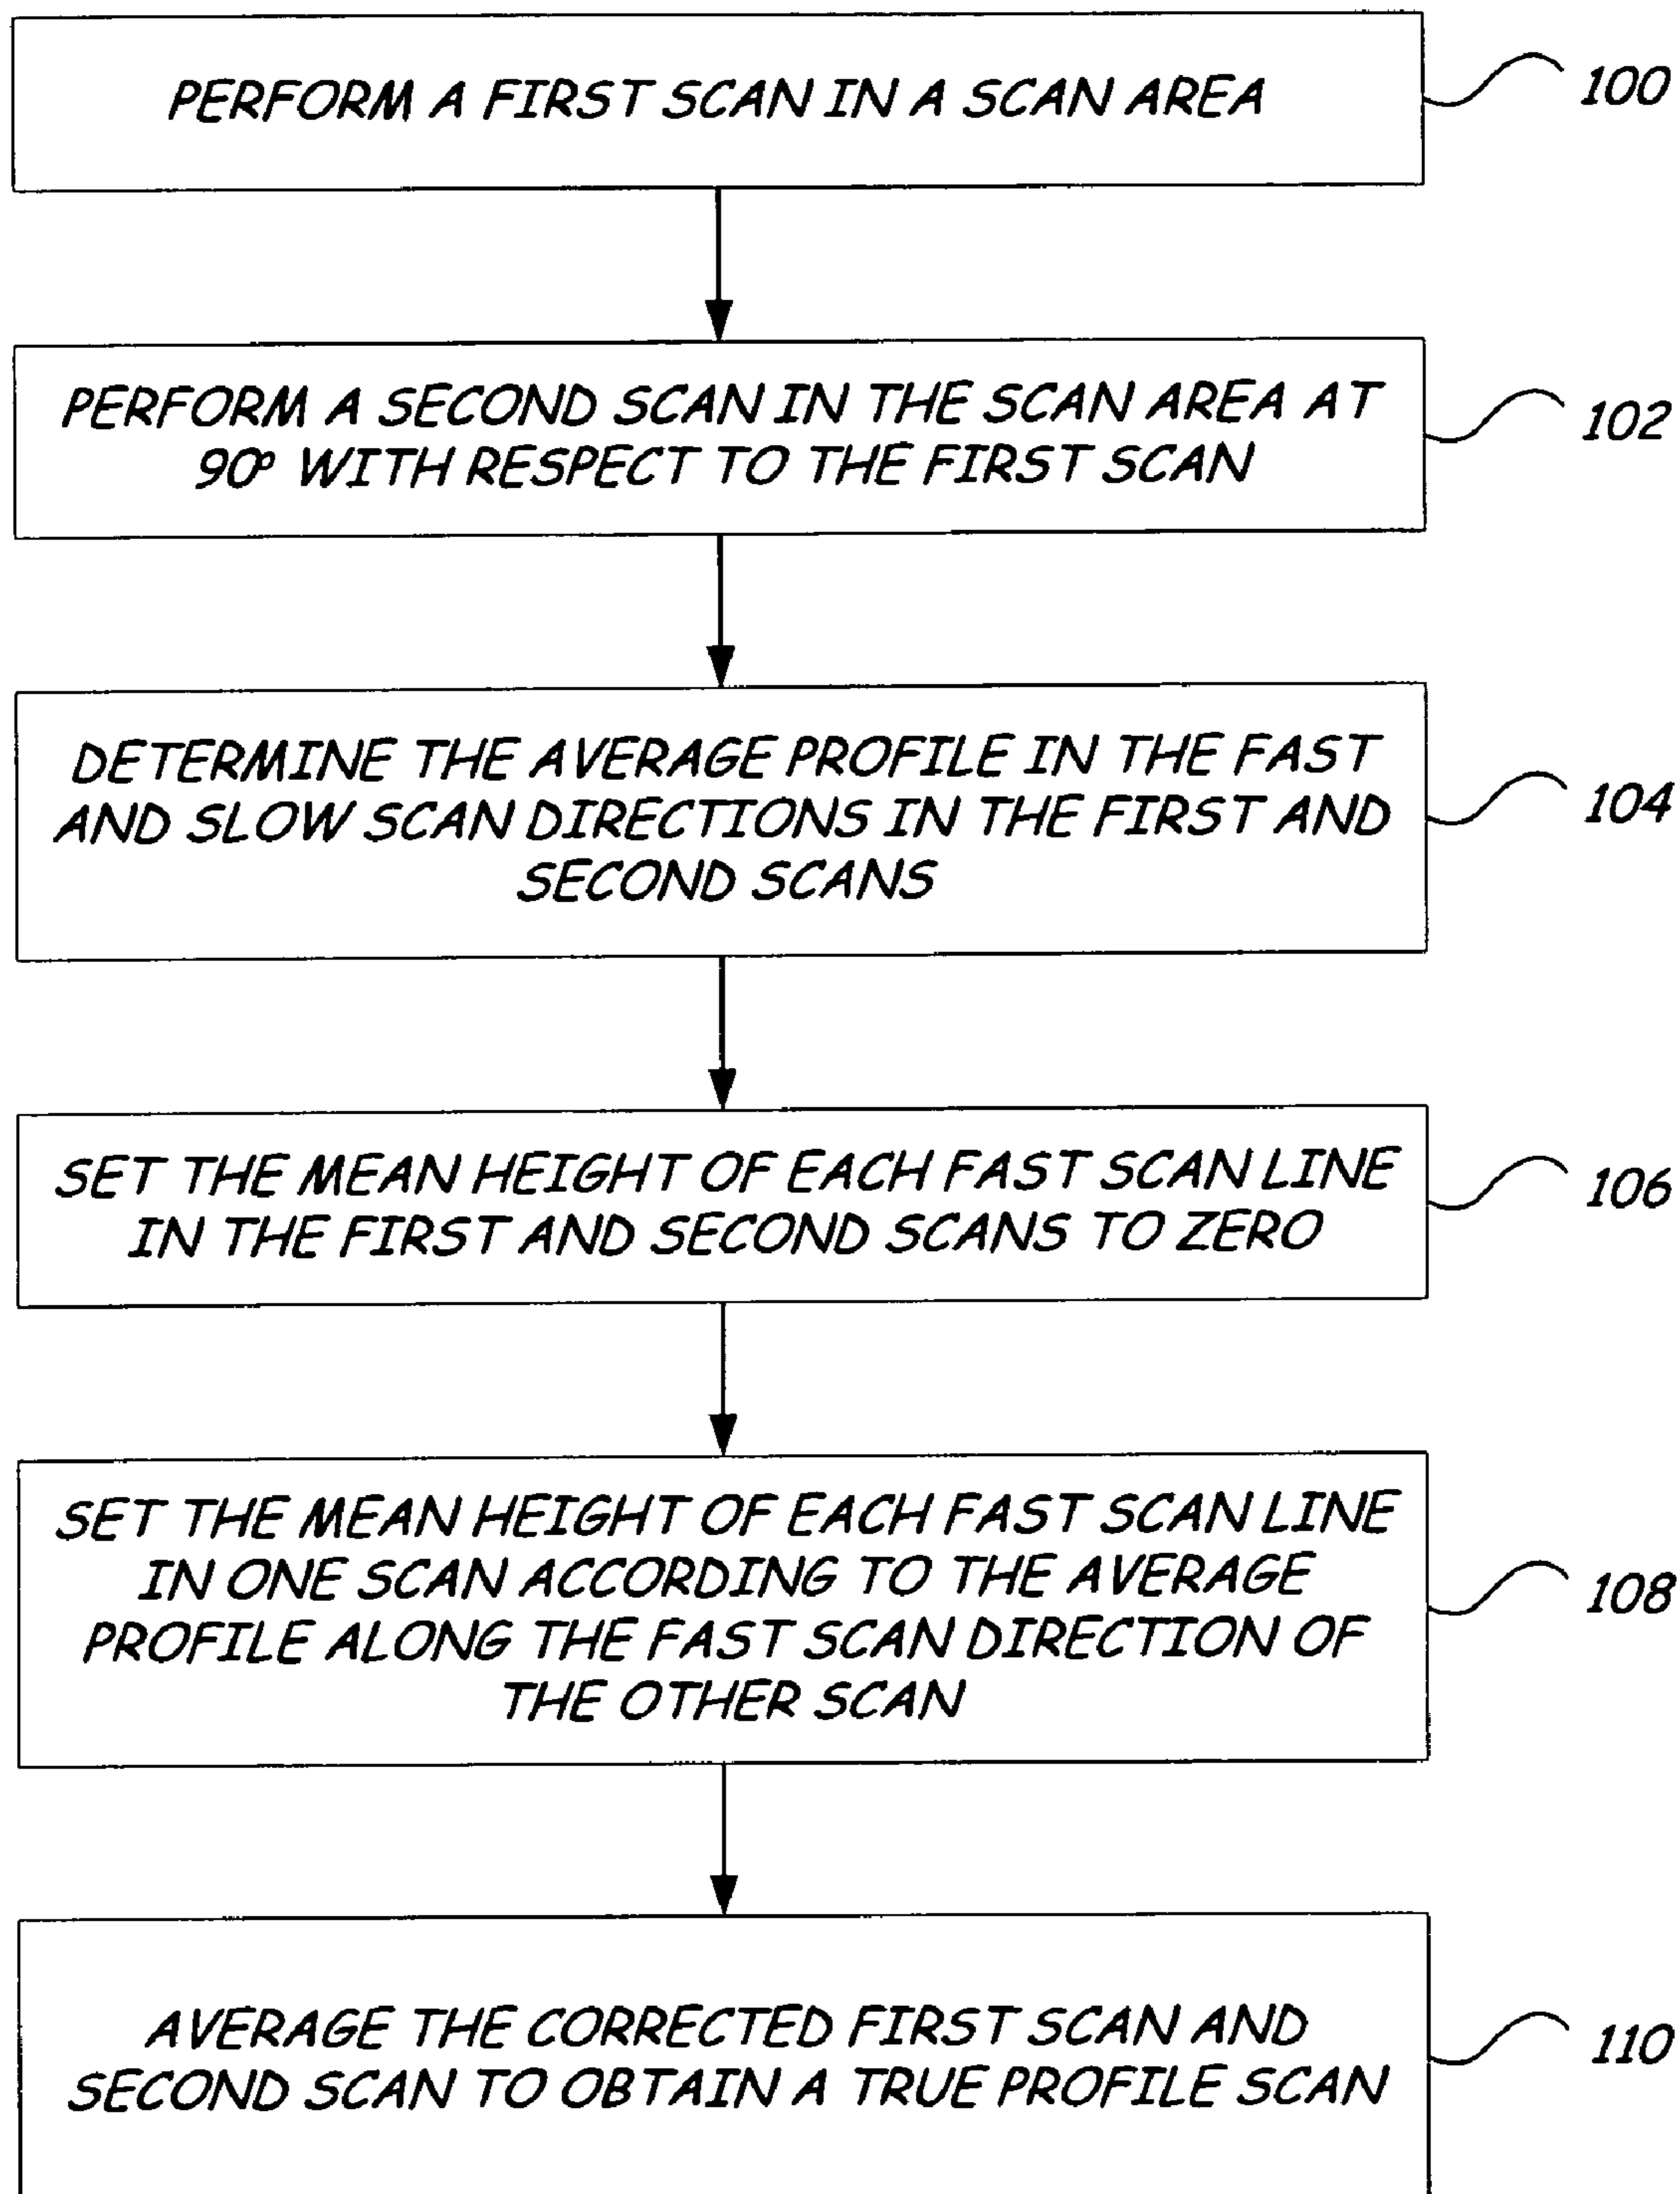 PERFORM A FIRST SCAN IN A SCAN AREA
100
PERFORM A SECOND SCAN IN THE SCAN AREA AT
90° WITH RESPECT TO THE FIRST SCAN
102
DETERMINE THE AVERAGE PROFILE IN THE FAST
AND SLOW SCAN DIRECTIONS IN THE FIRST AND
SECOND SCANS
104
SET THE MEAN HEIGHT OF EACH FAST SCAN LINE
IN THE FIRST AND SECOND SCANS TO ZERO
106
SET THE MEAN HEIGHT OF EACH FAST SCAN LINE
IN ONE SCAN ACCORDING TO THE AVERAGE
PROFILE ALONG THE FAST SCAN DIRECTION OF
THE OTHER SCAN
108
AVERAGE THE CORRECTED FIRST SCAN AND
SECOND SCAN TO OBTAIN A TRUE PROFILE SCAN
110